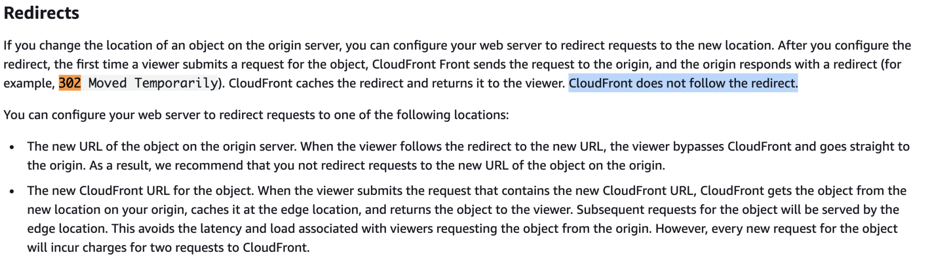 Redirects
If you change the location of an object on the origin server, you can configure your web server to redirect requests to the new location. After you configure the
redirect, the first time a viewer submits a request for the object, CloudFront Front sends the request to the origin, and the origin responds with a redirect (for
example, 302 Moved Temporarily). CloudFront caches the redirect and returns it to the viewer. CloudFront does not follow the redirect.
You can configure your web server to redirect requests to one of the following locations:
• The new URL of the object on the origin server. When the viewer follows the redirect to the new URL, the viewer bypasses CloudFront and goes straight to
the origin. As a result, we recommend that you not redirect requests to the new URL of the object on the origin.
• The new CloudFront URL for the object. When the viewer submits the request that contains the new CloudFront URL, CloudFront gets the object from the
new location on your origin, caches it at the edge location, and returns the object to the viewer. Subsequent requests for the object will be served by the
edge location. This avoids the latency and load associated with viewers requesting the object from the origin. However, every new request for the object
will incur charges for two requests to CloudFront.